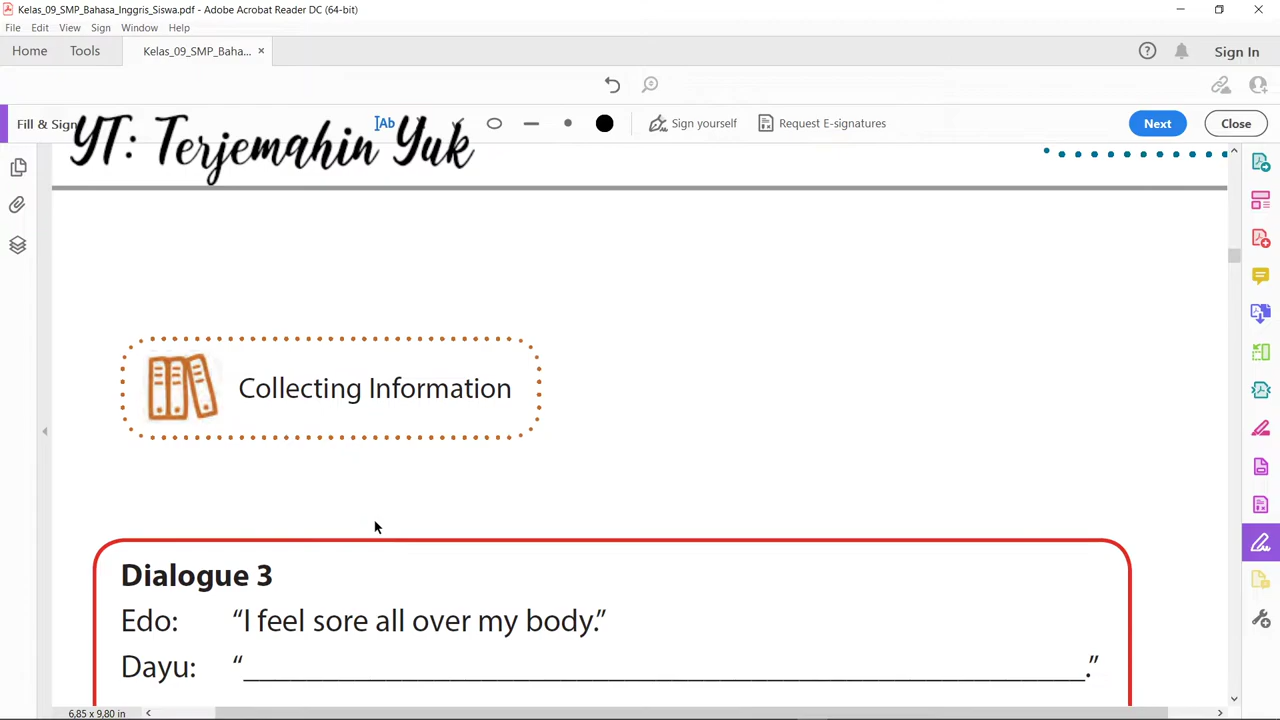 Kelas_09_SMP_Bahasa_Inggris_Siswa.pdf - Adobe Acrobat Reader DC (64-bit)
File Edit View Sign Window Help
Home Tools Kelas_09_SMP_Baha... × ? Sign In
Fill & Sign Ab Sign yourself Request E-signatures Next Close
YT: Terjemahin Yuk
Collecting Information
Dialogue 3
Edo: “I feel sore all over my body.”
Dayu: “______________________________________________________.”
6,85 x 9,80 in